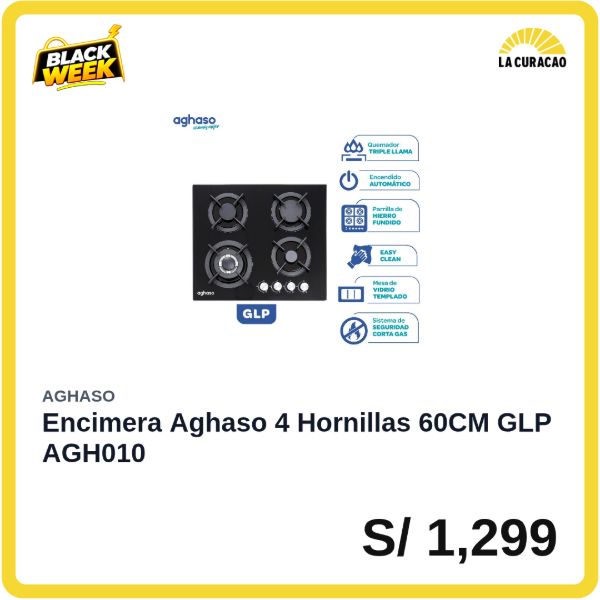 BLACK
WEEK
LA CURACAO
aghaso
Quemador
TRIPLE LLAMA
Encendido
AUTOMÁTICO
Parrilla de
HIERRO
FUNDIDO
EASY
CLEAN
Mesa de
VIDRIO
TEMPLADO
Sistema de
SEGURIDAD
CORTA GAS
aghaso
GLP
AGHASO
Encimera Aghaso 4 Hornillas 60CM GLP
AGH010
S/ 1,299